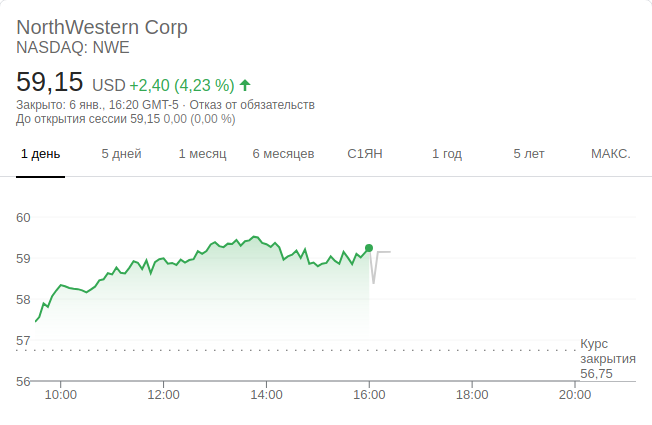 NorthWestern Corp
NASDAQ: NWE
59,15 USD +2,40 (4,23 %)
Закрыто: 6 янв., 16:20 GMT-5 · Отказ от обязательств
До открытия сессии 59,15 0,00 (0,00 %)
1 день 5 дней 1 месяц 6 месяцев С1ЯН 1 год 5 лет МАКС.
60
59
58
57
Курс
закрытия
56,75
56
10:00 12:00 14:00 16:00 18:00 20:00